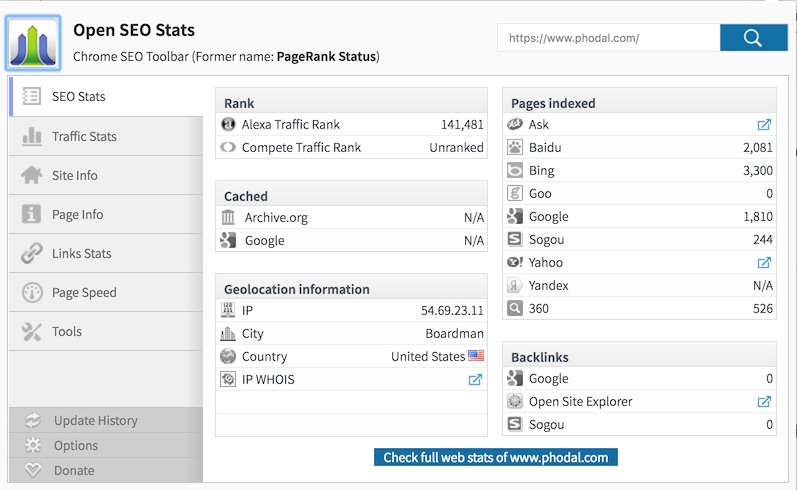 Open SEO Stats
Chrome SEO Toolbar (Former name: PageRank Status)
https://www.phodal.com/
SEO Stats
Traffic Stats
Site Info
Page Info
Links Stats
Page Speed
Tools
Update History
Options
Donate
Rank
Alexa Traffic Rank 141,481
Compete Traffic Rank Unranked
Cached
Archive.org N/A
Google N/A
Geolocation information
IP 54.69.23.11
City Boardman
Country United States
IP WHOIS
Pages indexed
Ask
Baidu 2,081
Bing 3,300
Goo 0
Google 1,810
Sogou 244
Yahoo
Yandex N/A
360 526
Backlinks
Google 0
Open Site Explorer
Sogou 0
Check full web stats of www.phodal.com